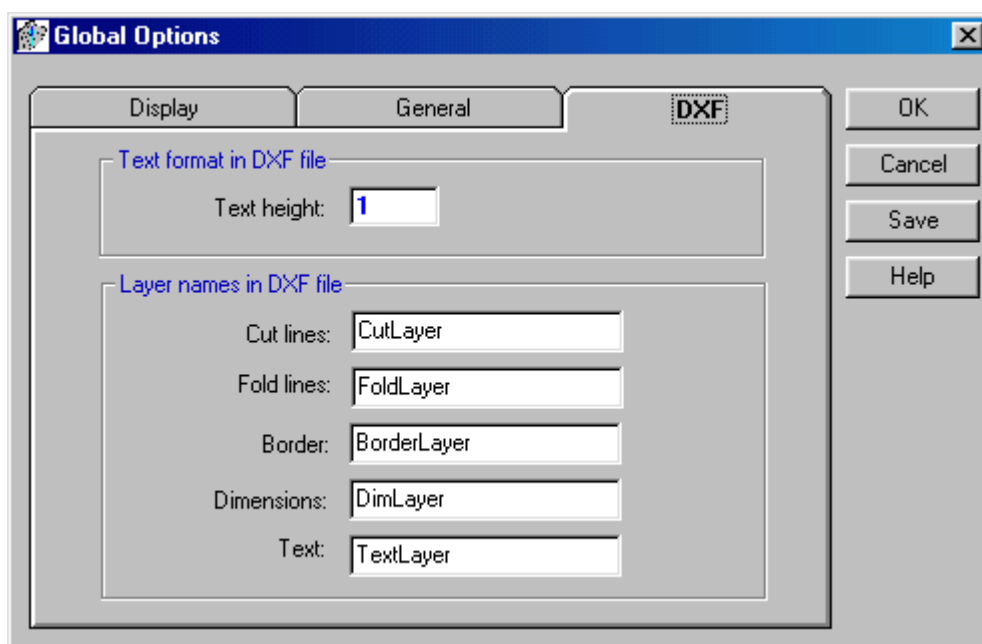 Global Options
Display General DXF
OK
Cancel
Save
Help
Text format in DXF file
Text height: 1
Layer names in DXF file
Cut lines: CutLayer
Fold lines: FoldLayer
Border: BorderLayer
Dimensions: DimLayer
Text: TextLayer